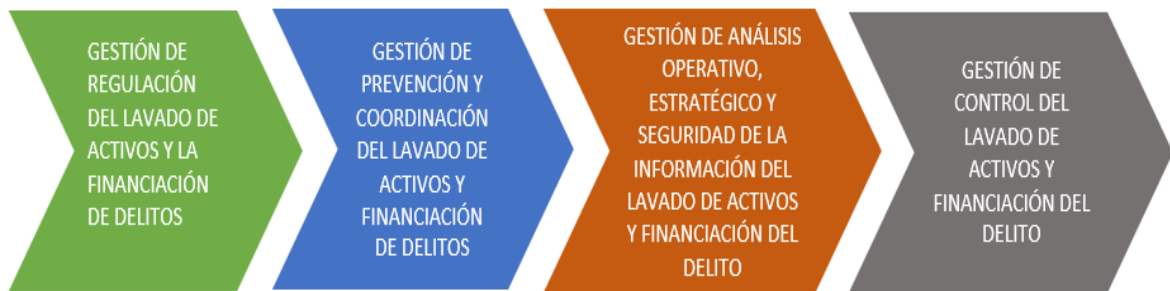 GESTIÓN DE
REGULACIÓN
DEL LAVADO DE
ACTIVOS Y LA
FINANCIACIÓN
DE DELITOS
GESTIÓN DE
PREVENCIÓN Y
COORDINACIÓN
DEL LAVADO DE
ACTIVOS Y
FINANCIACIÓN
DE DELITOS
GESTIÓN DE ANÁLISIS
OPERATIVO,
ESTRATÉGICO Y
SEGURIDAD DE LA
INFORMACIÓN DEL
LAVADO DE ACTIVOS
Y FINANCIACIÓN DEL
DELITO
GESTIÓN DE
CONTROL DEL
LAVADO DE
ACTIVOS Y
FINANCIACIÓN DEL
DELITO